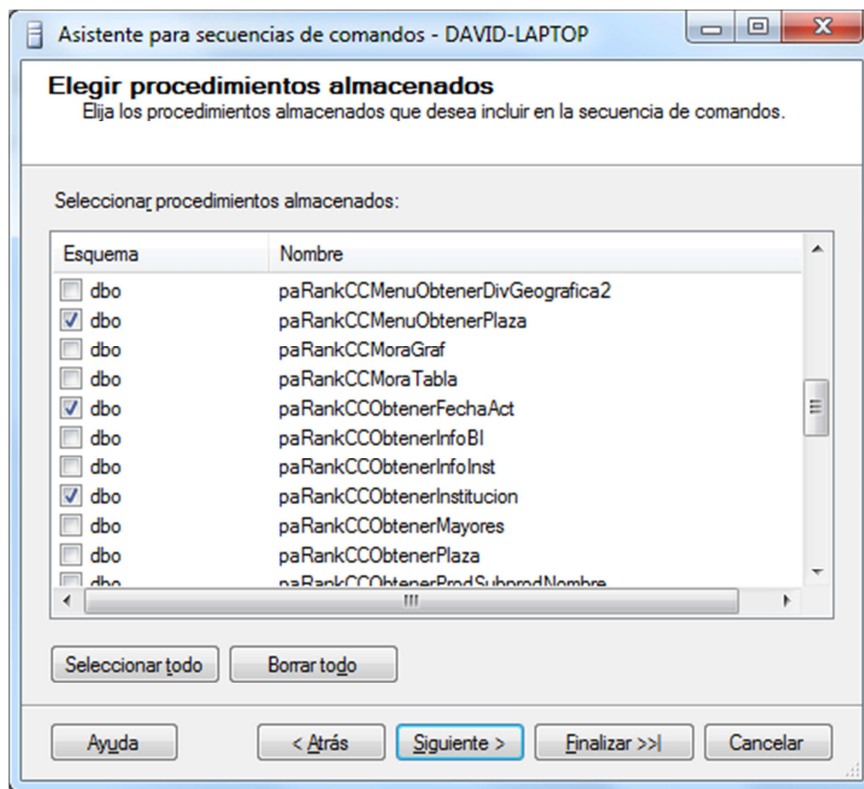 Asistente para secuencias de comandos - DAVID-LAPTOP
Elegir procedimientos almacenados
Elija los procedimientos almacenados que desea incluir en la secuencia de comandos.
Seleccionar procedimientos almacenados:
Esquema Nombre
dbo paRankCCMenuObtenerDivGeografica2
dbo paRankCCMenuObtenerPlaza
dbo paRankCCMoraGraf
dbo paRankCCMoraTabla
dbo paRankCCObtenerFechaAct
dbo paRankCCObtenerInfoBI
dbo paRankCCObtenerInfoInst
dbo paRankCCObtenerInstitucion
dbo paRankCCObtenerMayores
dbo paRankCCObtenerPlaza
dbo paRankCCObtenerProdSubprodNombre
Seleccionar todo Borrar todo
Ayuda < Atrás Siguiente > Finalizar >>| Cancelar